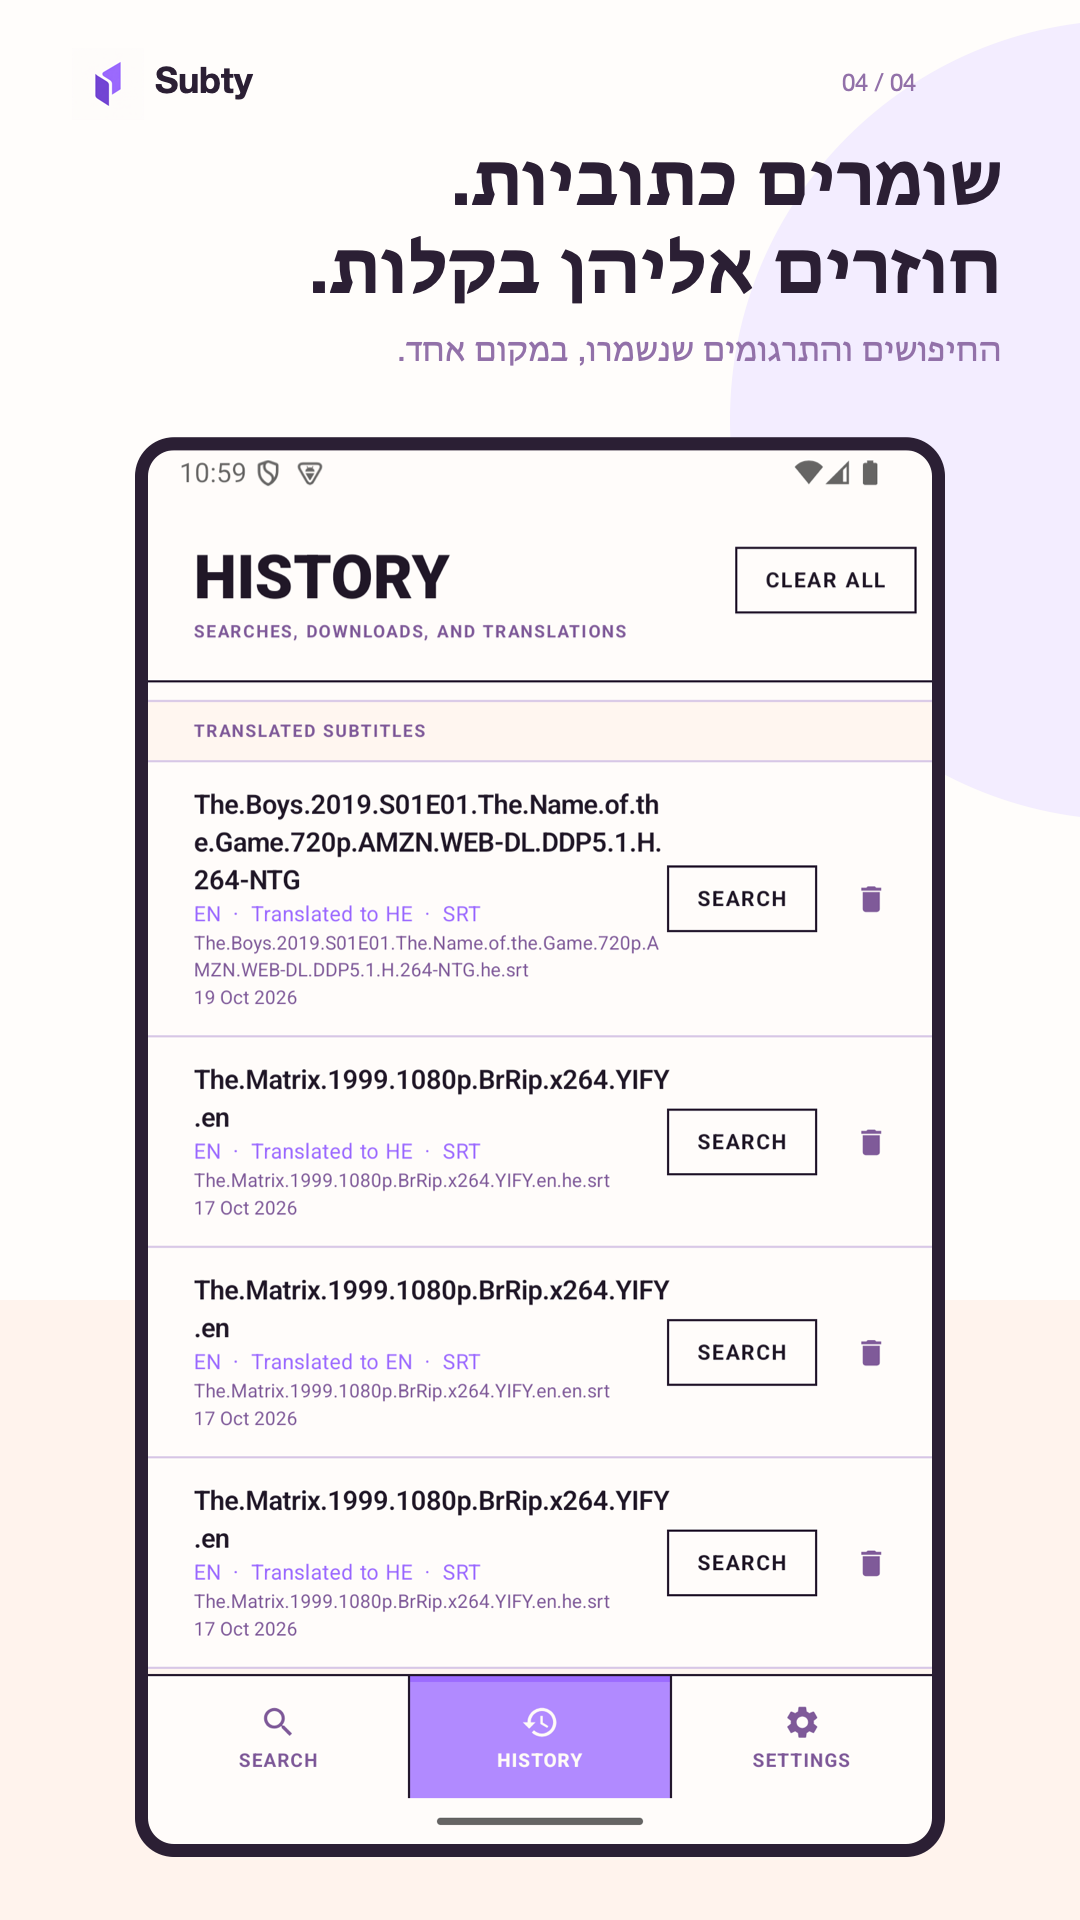 Subty
04 / 04
שומרים כתוביות.
חוזרים אליהן בקלות.
החיפושים והתרגומים שנשמרו, במקום אחד.
10:59
HISTORY
CLEAR ALL
SEARCHES, DOWNLOADS, AND TRANSLATIONS
TRANSLATED SUBTITLES
The.Boys.2019.S01E01.The.Name.of.th
e.Game.720p.AMZN.WEB-DL.DDP5.1.H.
264-NTG
SEARCH
EN · Translated to HE · SRT
The.Boys.2019.S01E01.The.Name.of.the.Game.720p.A
MZN.WEB-DL.DDP5.1.H.264-NTG.he.srt
19 Oct 2026
The.Matrix.1999.1080p.BrRip.x264.YIFY
.en
SEARCH
EN · Translated to HE · SRT
The.Matrix.1999.1080p.BrRip.x264.YIFY.en.he.srt
17 Oct 2026
The.Matrix.1999.1080p.BrRip.x264.YIFY
.en
SEARCH
EN · Translated to EN · SRT
The.Matrix.1999.1080p.BrRip.x264.YIFY.en.en.srt
17 Oct 2026
The.Matrix.1999.1080p.BrRip.x264.YIFY
.en
SEARCH
EN · Translated to HE · SRT
The.Matrix.1999.1080p.BrRip.x264.YIFY.en.he.srt
17 Oct 2026
SEARCH
HISTORY
SETTINGS